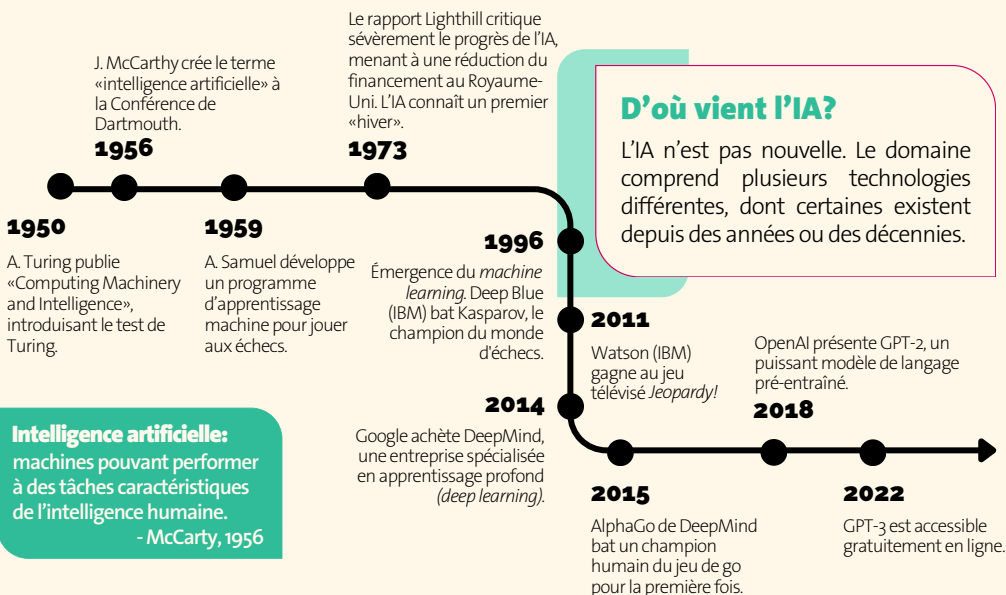 J. McCarthy crée le terme
«intelligence artificielle» à
la Conférence de
Dartmouth.
1956
Le rapport Lighthill critique
sévèrement le progrès de l'IA,
menant à une réduction du
financement au Royaume-
Uni. L'IA connaît un premier
«hiver».
1973
D'où vient l'IA?
L'IA n'est pas nouvelle. Le domaine
comprend plusieurs technologies
différentes, dont certaines existent
depuis des années ou des décennies.
1950
A. Turing publie
«Computing Machinery
and Intelligence»,
introduisant le test de
Turing.
1959
A. Samuel développe
un programme
d'apprentissage
machine pour jouer
aux échecs.
1996
Émergence du machine
learning. Deep Blue
(IBM) bat Kasparov, le
champion du monde
d'échecs.
2011
Watson (IBM)
gagne au jeu
télévisé Jeopardy!
2014
Google achète DeepMind,
une entreprise spécialisée
en apprentissage profond
(deep learning).
OpenAI présente GPT-2, un
puissant modèle de langage
pré-entraîné.
2018
2015
AlphaGo de DeepMind
bat un champion
humain du jeu de go
pour la première fois.
2022
GPT-3 est accessible
gratuitement en ligne.
Intelligence artificielle:
machines pouvant performer
à des tâches caractéristiques
de l'intelligence humaine.
- McCarty, 1956